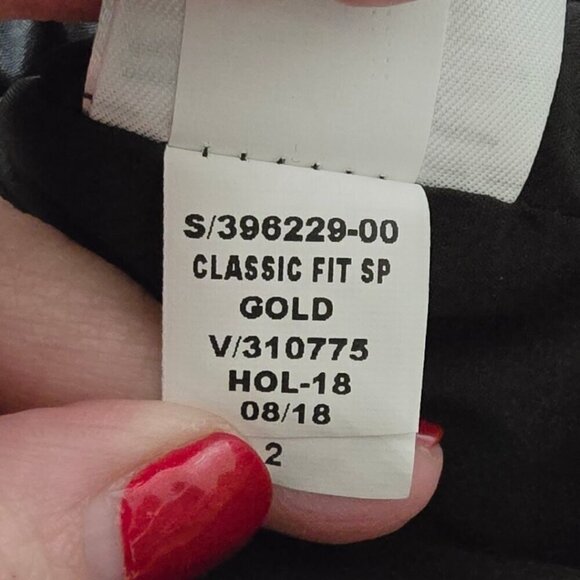 S/396229-00
CLASSIC FIT SP
GOLD
V/310775
HOL-18
08/18
2